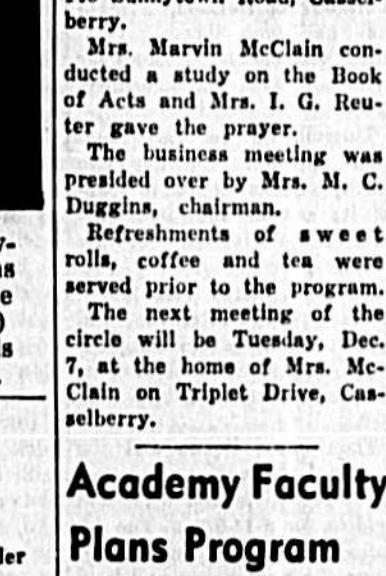 berry.
Mrs. Marvin McClain con-
ducted a study on the Book
of Acts and Mrs. I. G. Reu-
ter gave the prayer.
The business meeting was
presided over by Mrs. M. C.
Duggins, chairman.
Refreshments of sweet
rolls, coffee and tea were
served prior to the program.
The next meeting of the
circle will be Tuesday, Dec.
7, at the home of Mrs. Mc-
Clain on Triplet Drive, Cas-
selberry.
Academy Faculty
Plans Program